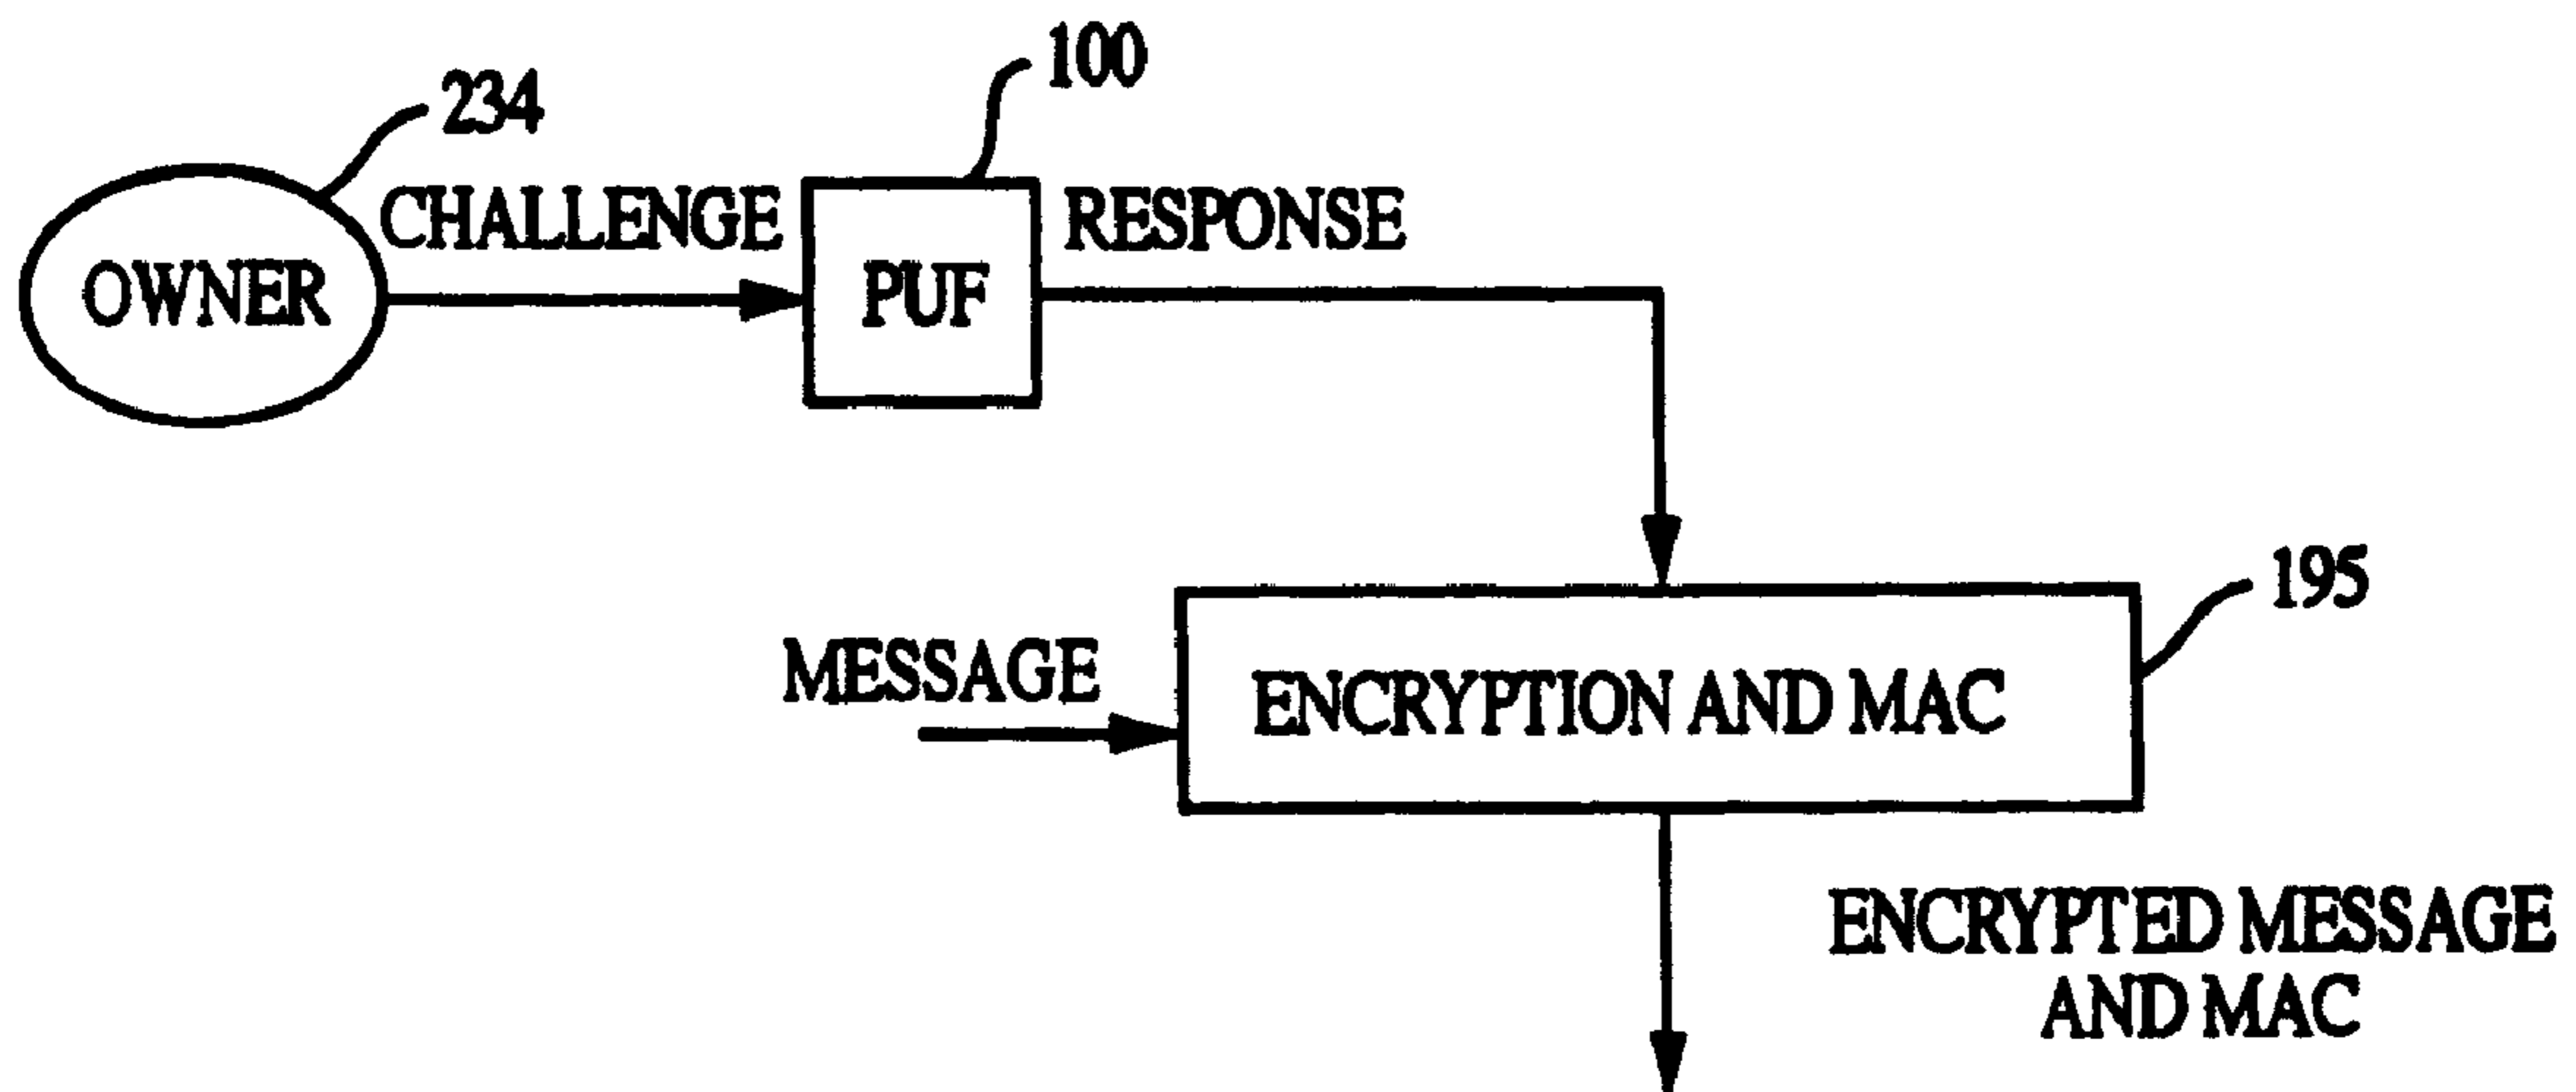 100
234
CHALLENGE
RESPONSE
OWNER
PUF
195
MESSAGE
ENCRYPTION AND MAC
ENCRYPTED MESSAGE
AND MAC